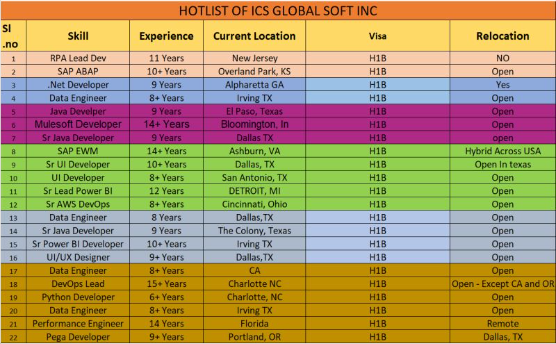 HOTLIST OF ICS GLOBAL SOFT INC
Sl .no Skill Experience Current Location Visa Relocation
1 RPA Lead Dev 11 Years New Jersey H1B NO
2 SAP ABAP 10+ Years Overland Park, KS H1B Open
3 .Net Developer 9 Years Alpharetta GA H1B Yes
4 Data Engineer 8+ Years Irving TX H1B Open
5 Java Develper 9 Years El Paso, Texas H1B Open
6 Mulesoft Developer 14+ Years Bloomington, In H1B Open
7 Sr Java Developer 9 Years Dallas TX H1B open
8 SAP EWM 14+ Years Ashburn, VA H1B Hybrid Across USA
9 Sr UI Developer 10+ Years Dallas, TX H1B Open In texas
10 UI Developer 8+ Years San Antonio, TX H1B Open
11 Sr Lead Power BI 12 Years DETROIT, MI H1B Open
12 Sr AWS DevOps 8+ Years Cincinnati, Ohio H1B Open
13 Data Engineer 8 Years Dallas,TX H1B Open
14 Sr Java Developer 9 Years The Colony, Texas H1B Open
15 Sr Power BI Developer 10+ Years Irving TX H1B Open
16 UI/UX Designer 9+ Years Dallas,TX H1B Open
17 Data Engineer 8+ Years CA H1B Open
18 DevOps Lead 15+ Years Charlotte NC H1B Open - Except CA and OR
19 Python Developer 6+ Years Charlotte, NC H1B Open
20 Data Engineer 8+ Years Irving TX H1B Open
21 Performance Engineer 14 Years Florida H1B Remote
22 Pega Developer 9+ Years Portland, OR H1B Dallas, TX